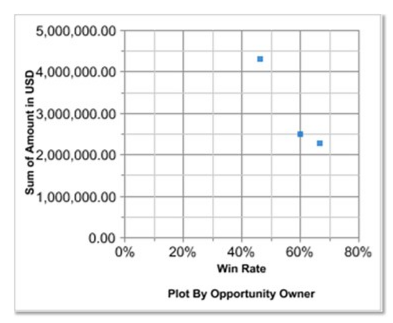 5,000,000.00
4,000,000.00
3,000,000.00
2,000,000.00
1,000,000.00
0.00
Sum of Amount in USD
0% 20% 40% 60% 80%
Win Rate
Plot By Opportunity Owner